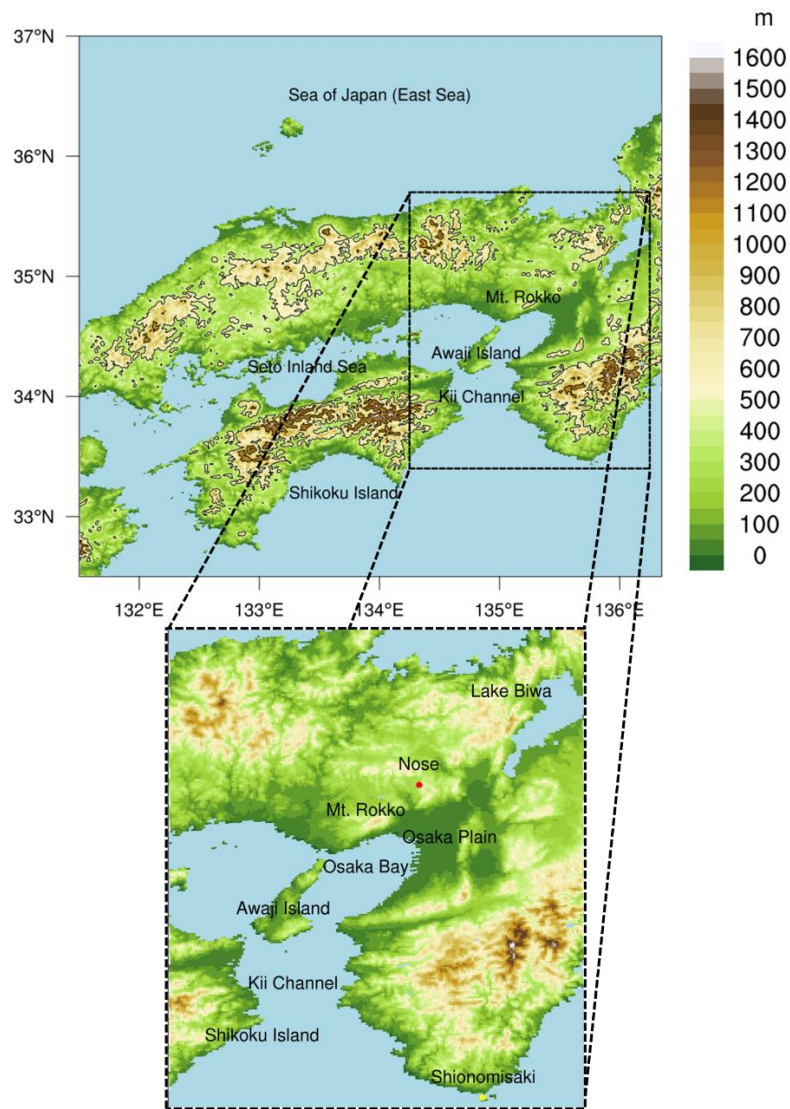 m
37°N
36°N
35°N
34°N
33°N
Sea of Japan (East Sea)
Mt. Rokko
Awaji Island
Seto Inland Sea
Kii Channel
Shikoku Island
1600
1500
1400
1300
1200
1100
1000
900
800
700
600
500
400
300
200
100
0
132°E 133°E 134°E 135°E 136°E
Lake Biwa
Nose
Mt. Rokko
Osaka Plain
Osaka Bay
Awaji Island
Kii Channel
Shikoku Island
Shionomisaki